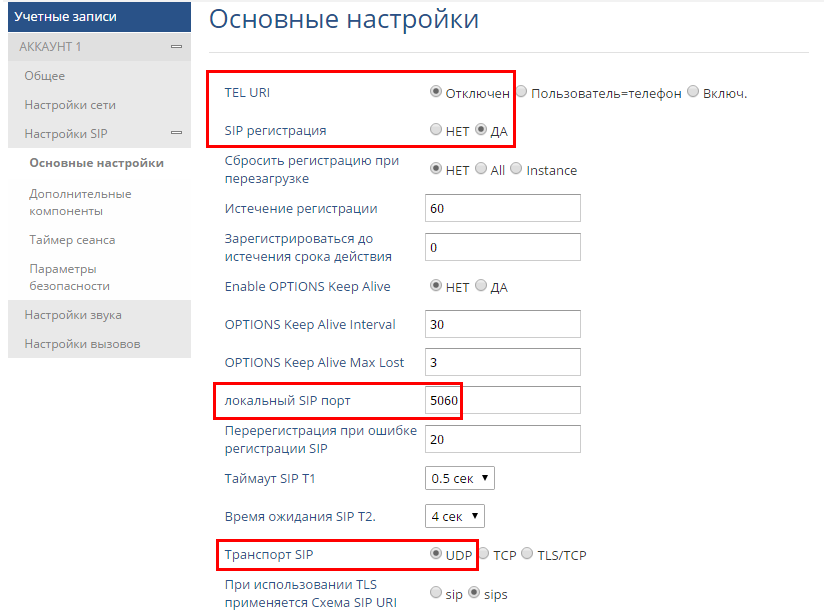 Учетные записи
АККАУНТ 1
Общее
Настройки сети
Настройки SIP
Основные настройки
Дополнительные
компоненты
Таймер сеанса
Параметры
безопасности
Настройки звука
Настройки вызовов
Основные настройки
TEL URI Отключен Пользователь=телефон Включ.
SIP регистрация НЕТ ДА
Сбросить регистрацию при
перезагрузке НЕТ All Instance
Истечение регистрации 60
Зарегистрироваться до
истечения срока действия 0
Enable OPTIONS Keep Alive НЕТ ДА
OPTIONS Keep Alive Interval 30
OPTIONS Keep Alive Max Lost 3
локальный SIP порт 5060
Перерегистрация при ошибке
регистрации SIP 20
Таймаут SIP T1 0.5 сек
Время ожидания SIP T2. 4 сек
Транспорт SIP UDP TCP TLS/TCP
При использовании TLS
применяется Схема SIP URI sip sips